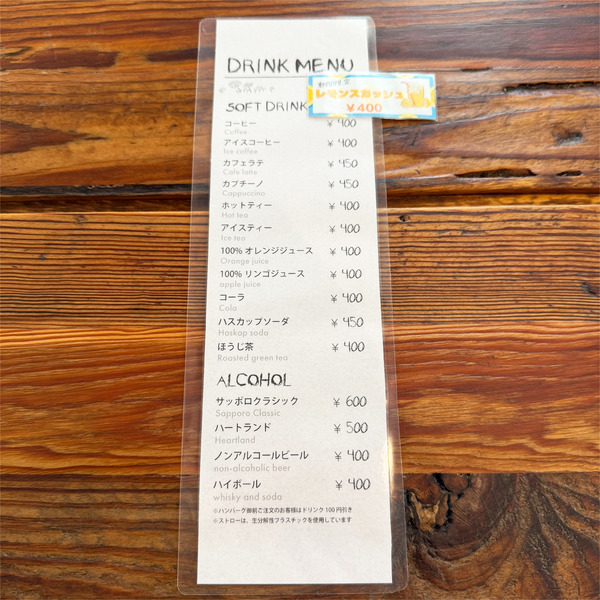 DRINK MENU
レモンスカッシュ
¥400
SOFT DRINK
コーヒー ¥ 400
Coffee
アイスコーヒー ¥ 400
Ice coffee
カフェラテ ¥ 450
Cafe latte
カプチーノ ¥ 450
Cappuccino
ホットティー ¥ 400
Hot tea
アイスティー ¥ 400
Ice tea
100% オレンジジュース ¥ 400
Orange juice
100% リンゴジュース ¥ 400
apple juice
コーラ ¥ 400
Cola
ハスカップソーダ ¥ 450
Haskap soda
ほうじ茶 ¥ 400
Roasted green tea
ALCOHOL
サッポロクラシック ¥ 600
Sapporo Classic
ハートランド ¥ 500
Heartland
ノンアルコールビール ¥ 400
non-alcoholic beer
ハイボール ¥ 400
whisky and soda
※ハンバーグ御前ご注文のお客様はドリンク100円引き
※ストローは、生分解性プラスチックを使用しています